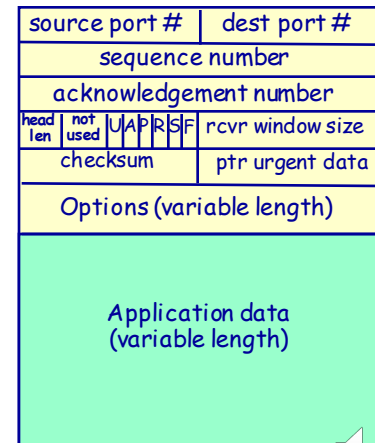 source port # dest port #
sequence number
acknowledgement number
head len not used U A P R S F rcvr window size
checksum ptr urgent data
Options (variable length)
Application data
(variable length)